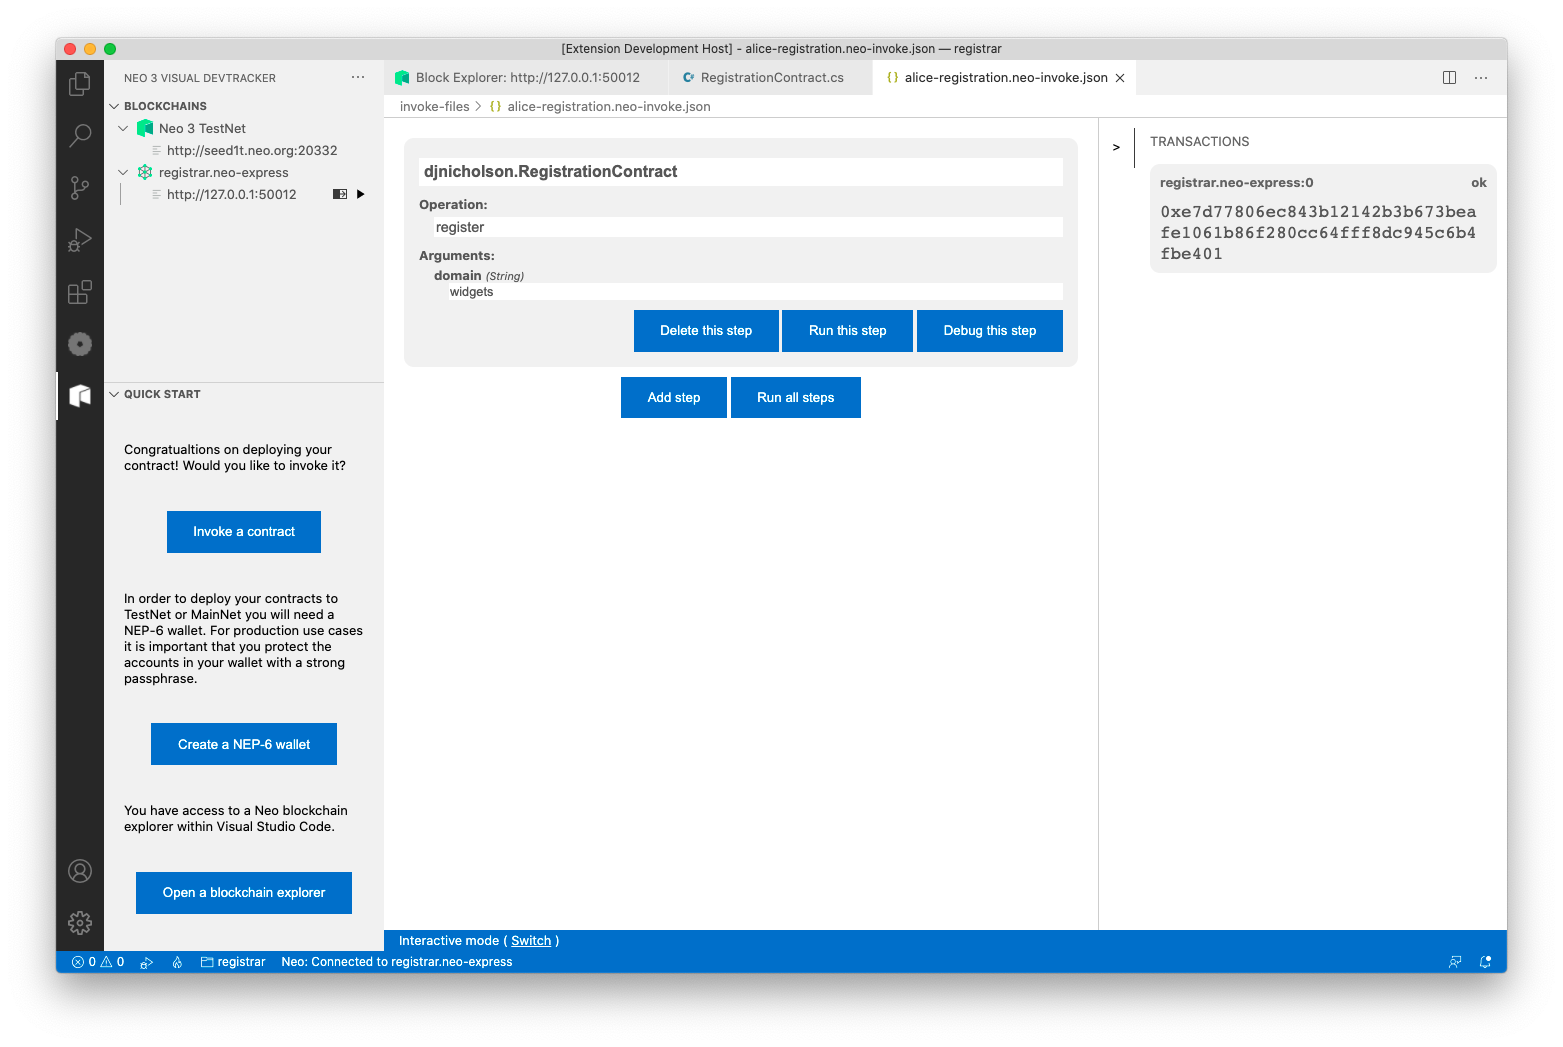 [Extension Development Host] - alice-registration.neo-invoke.json — registrar
NEO 3 VISUAL DEVTRACKER
BLOCKCHAINS
Neo 3 TestNet
http://seed1t.neo.org:20332
registrar.neo-express
http://127.0.0.1:50012
QUICK START
Congratualtions on deploying your
contract! Would you like to invoke it?
Invoke a contract
In order to deploy your contracts to
TestNet or MainNet you will need a
NEP-6 wallet. For production use cases
it is important that you protect the
accounts in your wallet with a strong
passphrase.
Create a NEP-6 wallet
You have access to a Neo blockchain
explorer within Visual Studio Code.
Open a blockchain explorer
Block Explorer: http://127.0.0.1:50012
RegistrationContract.cs
alice-registration.neo-invoke.json
invoke-files > {} alice-registration.neo-invoke.json
djnicholson.RegistrationContract
Operation:
register
Arguments:
domain (String)
widgets
Delete this step Run this step Debug this step
Add step Run all steps
>
TRANSACTIONS
registrar.neo-express:0 ok
0xe7d77806ec843b12142b3b673bea
fe1061b86f280cc64fff8dc945c6b4
fbe401
Interactive mode ( Switch )
0 0 registrar Neo: Connected to registrar.neo-express